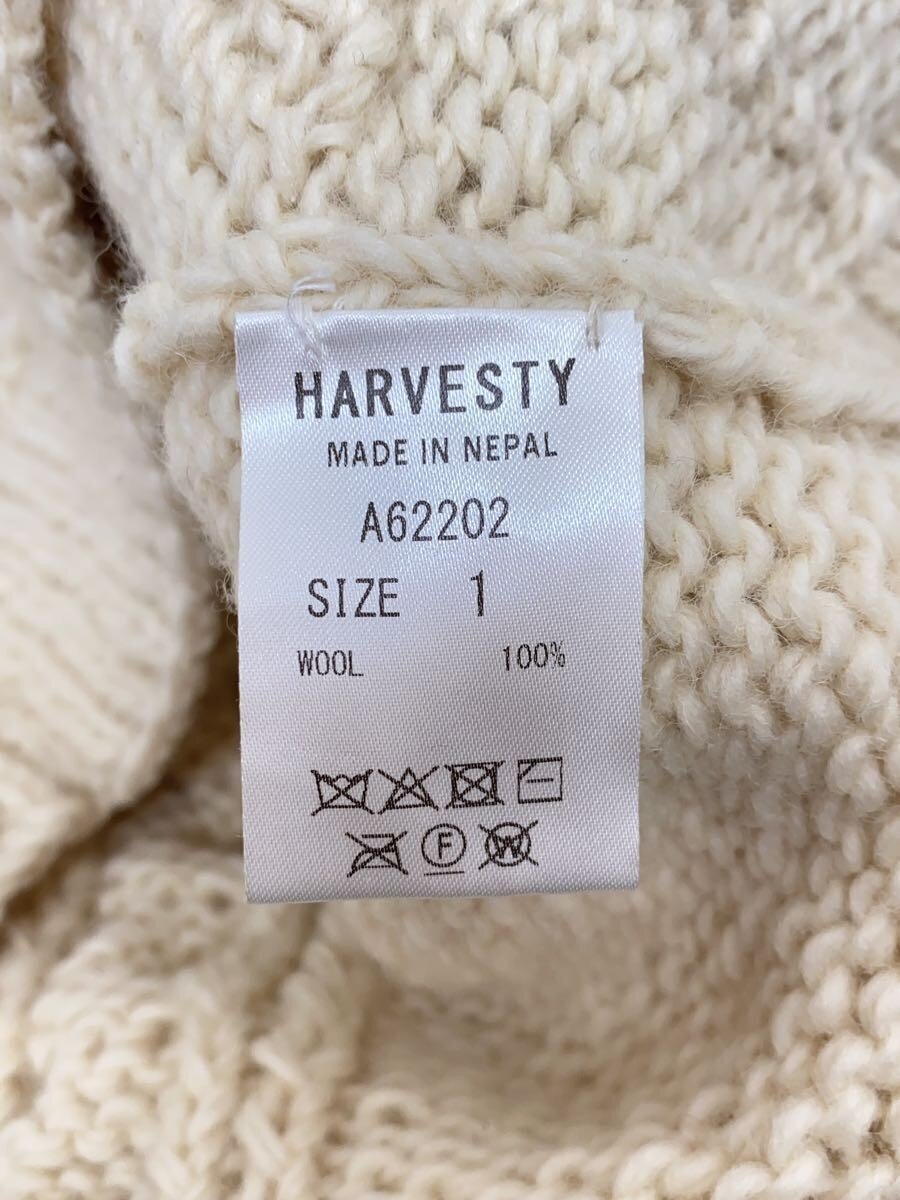 HARVESTY
MADE IN NEPAL
A62202
SIZE 1
WOOL 100%
F W